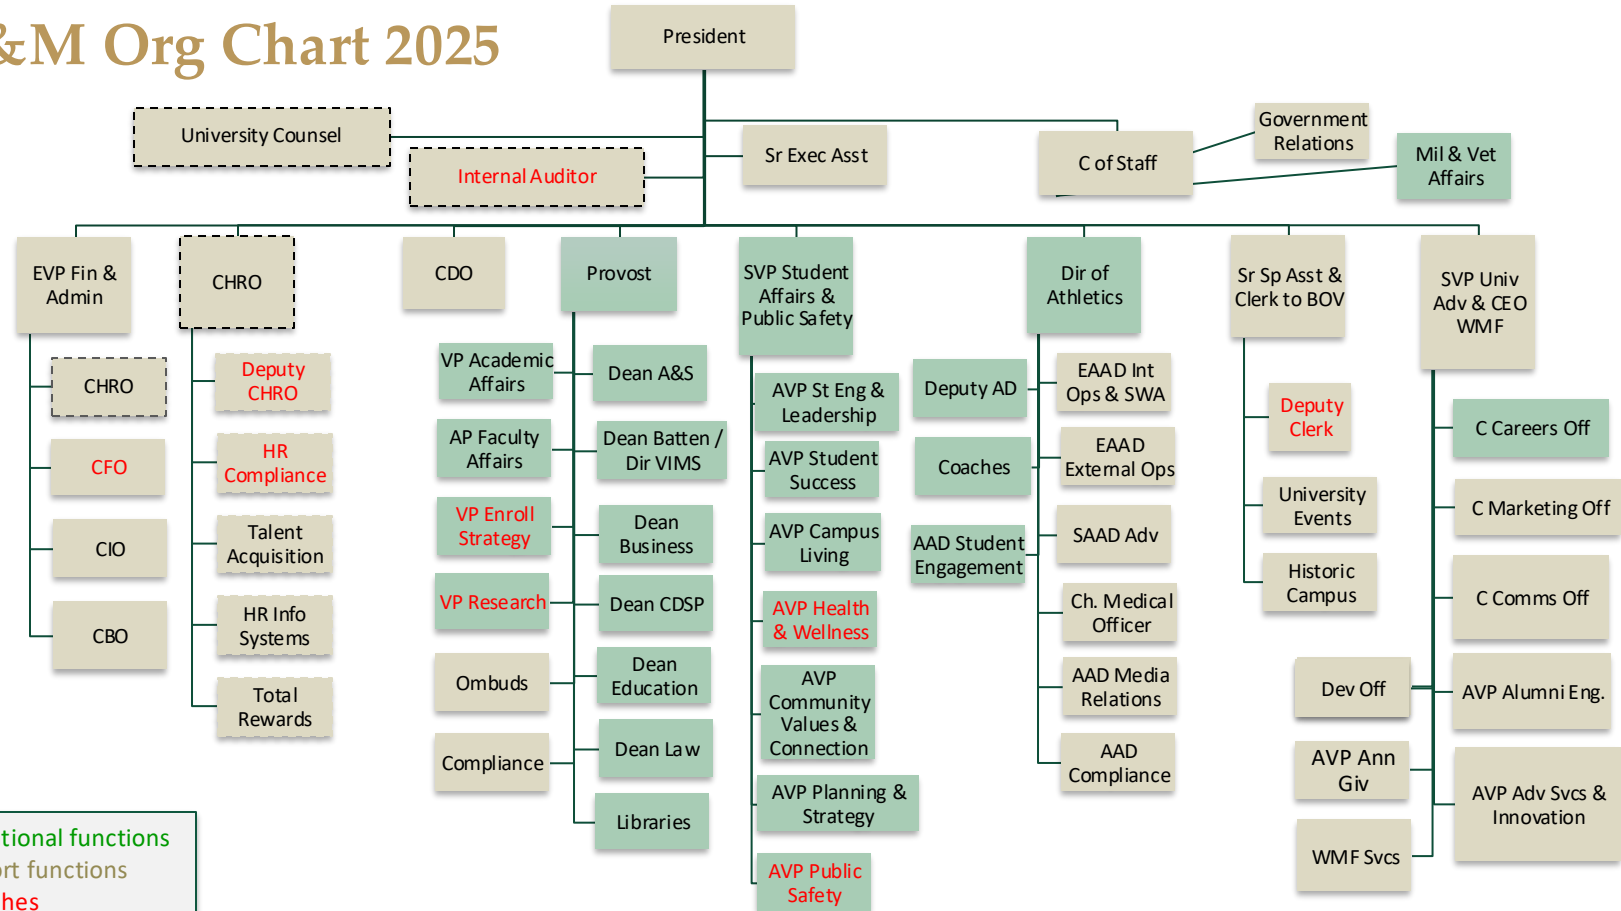 &M Org Chart 2025
President
University Counsel
Internal Auditor
Sr Exec Asst
C of Staff
Government
Relations
Mil & Vet
Affairs
EVP Fin &
Admin
CHRO
CDO
Provost
SVP Student
Affairs &
Public Safety
Dir of
Athletics
Sr Sp Asst &
Clerk to BOV
SVP Univ
Adv & CEO
WMF
CHRO
CFO
CIO
CBO
Deputy
CHRO
HR
Compliance
Talent
Acquisition
HR Info
Systems
Total
Rewards
VP Academic
Affairs
AP Faculty
Affairs
VP Enroll
Strategy
VP Research
Ombuds
Compliance
Dean A&S
Dean Batten /
Dir VIMS
Dean
Business
Dean CDSP
Dean
Education
Dean Law
Libraries
AVP St Eng &
Leadership
AVP Student
Success
AVP Campus
Living
AVP Health
& Wellness
AVP
Community
Values &
Connection
AVP Planning &
Strategy
AVP Public
Safety
Deputy AD
Coaches
AAD Student
Engagement
EAAD Int
Ops & SWA
EAAD
External Ops
SAAD Adv
Ch. Medical
Officer
AAD Media
Relations
AAD
Compliance
Deputy
Clerk
University
Events
Historic
Campus
Dev Off
AVP Ann
Giv
WMF Svcs
C Careers Off
C Marketing Off
C Comms Off
AVP Alumni Eng.
AVP Adv Svcs &
Innovation
tional functions
ort functions
hes